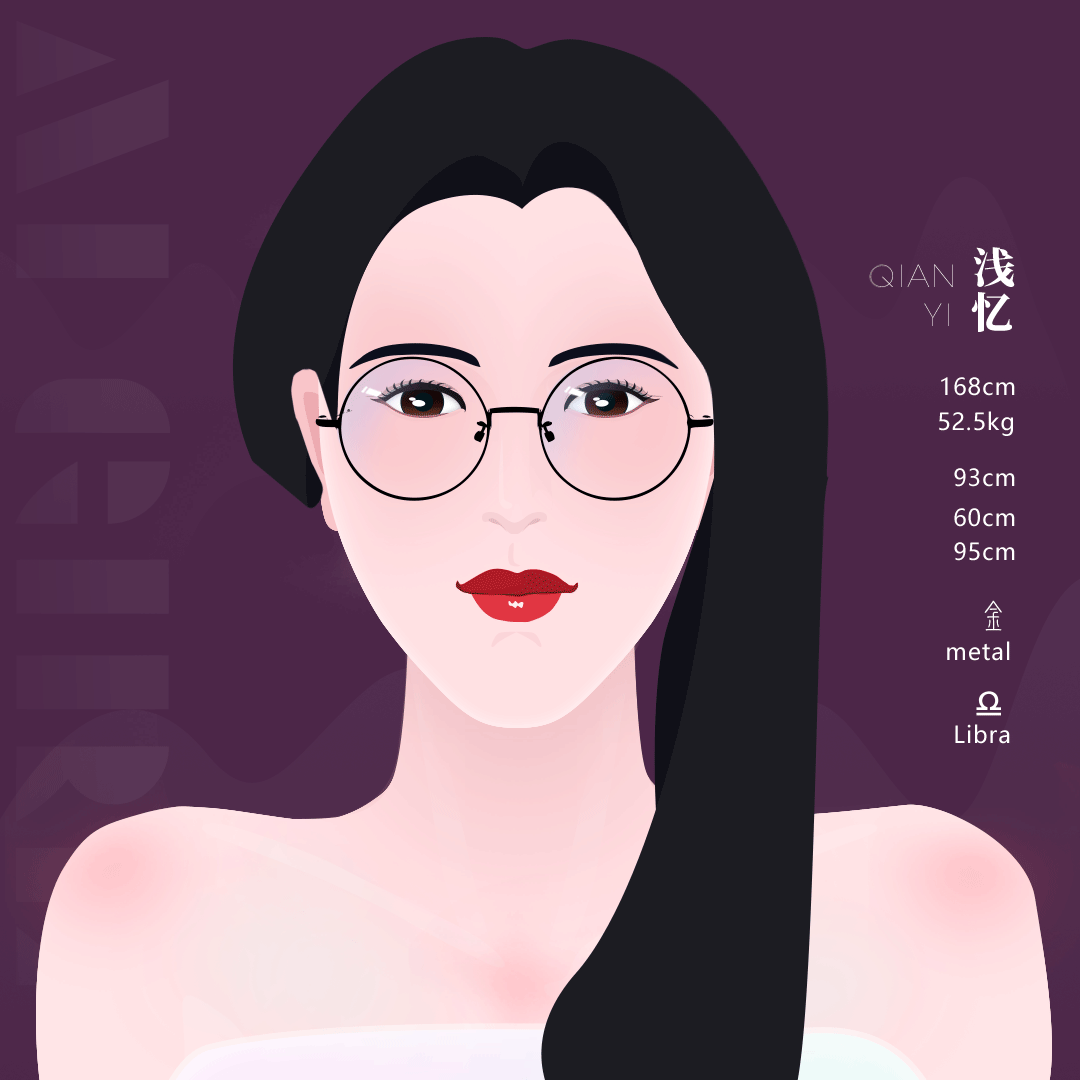 QIAN
YI
浅忆
168cm
52.5kg
93cm
60cm
95cm
金
metal
♎
Libra